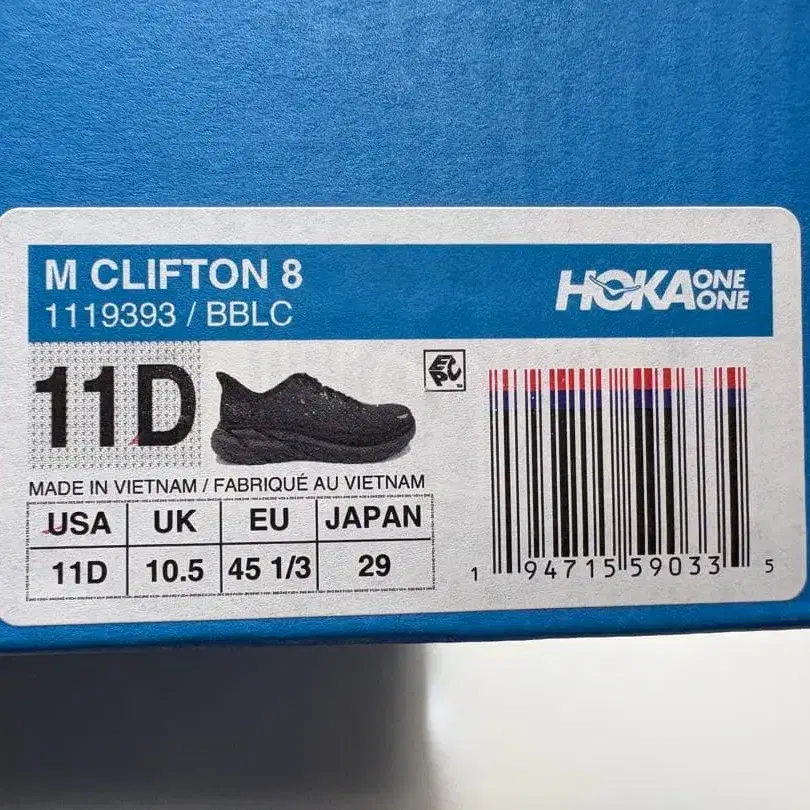 M CLIFTON 8
1119393 / BBLC
HOKA ONE ONE
11D
EPC
MADE IN VIETNAM / FABRIQUÉ AU VIETNAM
USA UK EU JAPAN
11D 10.5 45 1/3 29
1 94715 59033 5